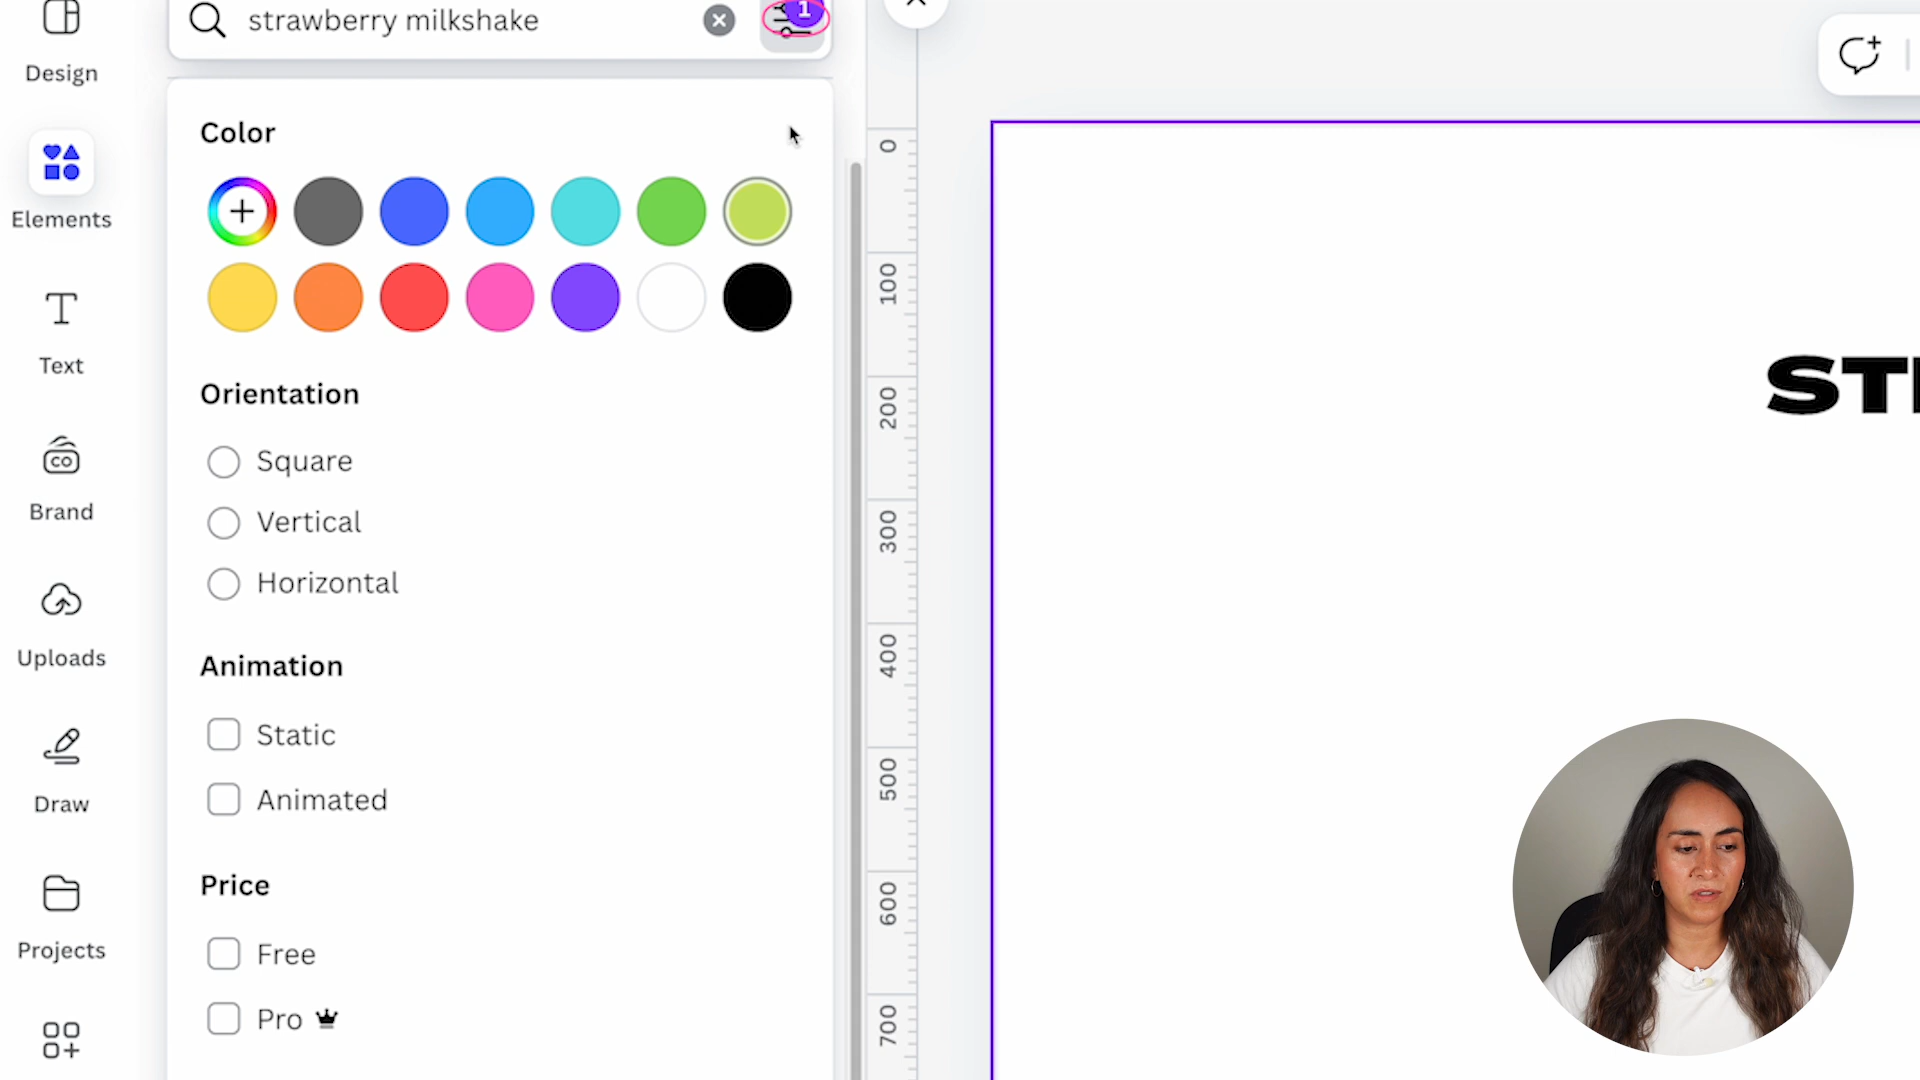 strawberry milkshake
1
Design
Elements
Text
CO
Brand
Uploads
Draw
Projects
Color
Orientation
Square
Vertical
Horizontal
Animation
Static
Animated
Price
Free
Pro
0
100
200
300
400
500
600
700